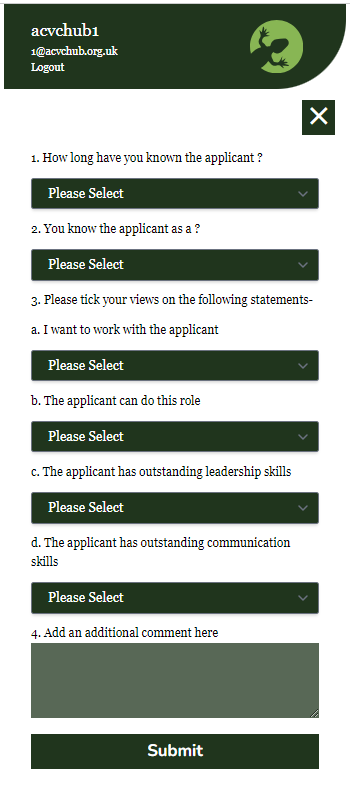 acvchub1
1@acvchub.org.uk
Logout
1. How long have you known the applicant ?
Please Select
2. You know the applicant as a ?
Please Select
3. Please tick your views on the following statements-
a. I want to work with the applicant
Please Select
b. The applicant can do this role
Please Select
c. The applicant has outstanding leadership skills
Please Select
d. The applicant has outstanding communication
skills
Please Select
4. Add an additional comment here
Submit